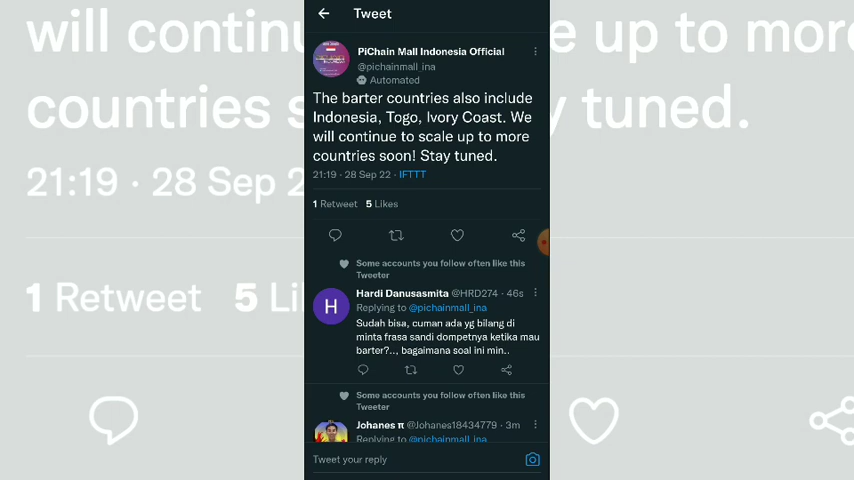 Tweet
PiChain Mall Indonesia Official
@pichainmall_ina
Automated
The barter countries also include
Indonesia, Togo, Ivory Coast. We
will continue to scale up to more
countries soon! Stay tuned.
21:19 · 28 Sep 22 · IFTTT
1 Retweet 5 Likes
Some accounts you follow often like this
Tweeter
H
Hardi Danusasmita @HRD274 · 46s
Replying to @pichainmall_ina
Sudah bisa, cuman ada yg bilang di
minta frasa sandi dompetnya ketika mau
barter?.., bagaimana soal ini min..
Some accounts you follow often like this
Tweeter
Johanes π @Johanes18434779 · 3m
Replying to @pichainmall_ina
Tweet your reply
will continu
e up to more
countries s
y tuned.
21:19 · 28 Sep 2
1 Retweet 5 Li